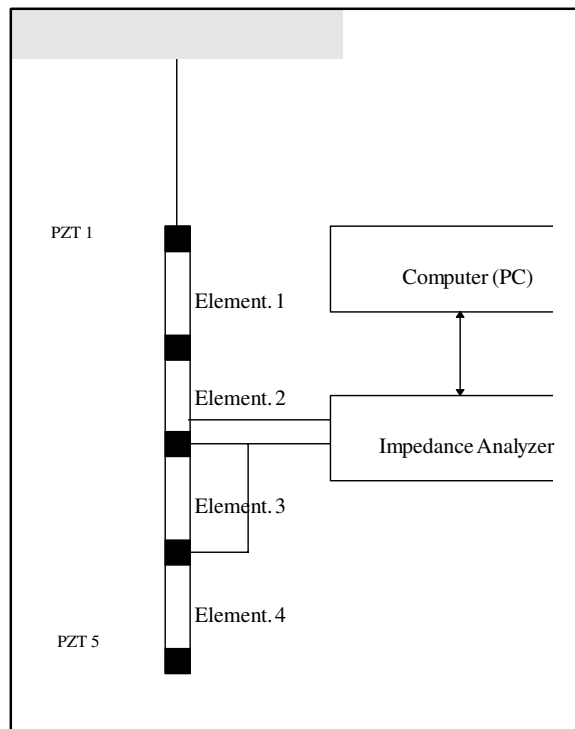 PZT 1
Computer (PC)
Element. 1
Element. 2
Impedance Analyzer
Element. 3
Element. 4
PZT 5